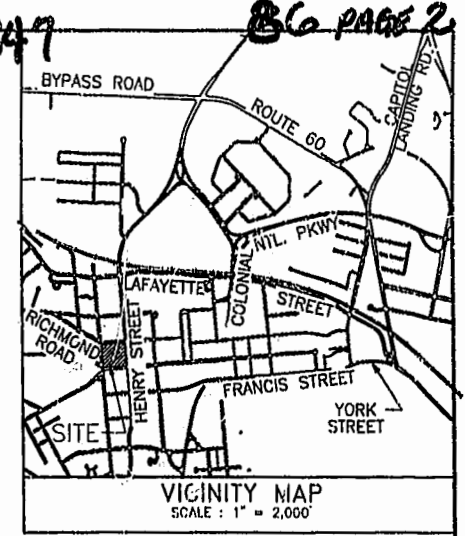 47
86 PAGE 2
BYPASS ROAD
ROUTE 60
CAPITOL
LANDING RD.
COLONIAL
NTL. PKWY
LAFAYETTE
STREET
RICHMOND
ROAD
HENRY STREET
FRANCIS STREET
SITE
YORK
STREET
VICINITY MAP
SCALE : 1" = 2,000'